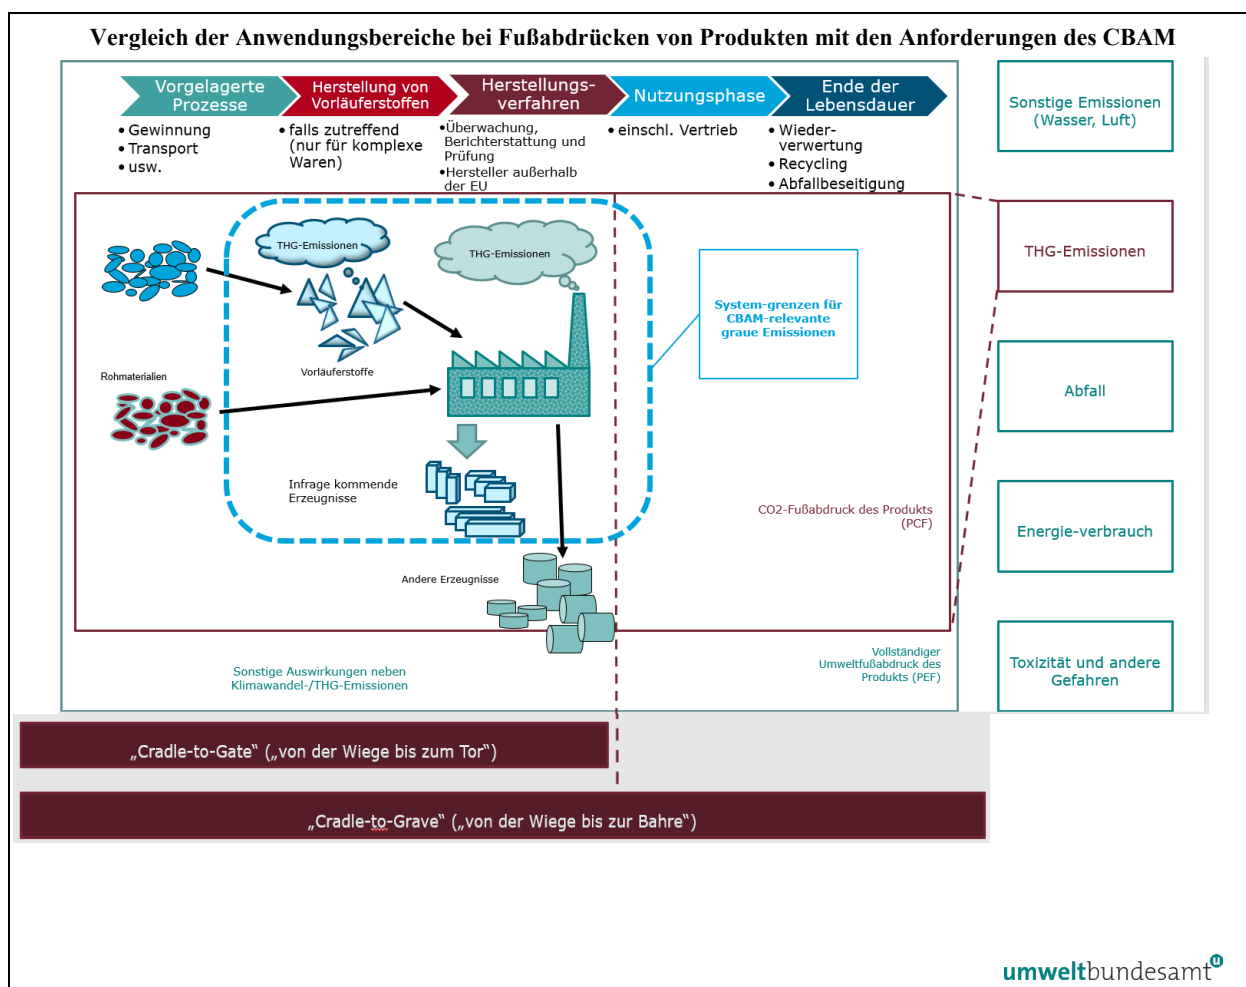 Vergleich der Anwendungsbereiche bei Fußabdrücken von Produkten mit den Anforderungen des CBAM
Vorgelagerte
Prozesse
• Gewinnung
• Transport
• usw.
Herstellung von
Vorläuferstoffen
• falls zutreffend
(nur für komplexe
Waren)
Herstellungs-
verfahren
•Überwachung,
Berichterstattung und
Prüfung
•Hersteller außerhalb
der EU
Nutzungsphase
• einschl. Vertrieb
Ende der
Lebensdauer
• Wieder-
verwertung
• Recycling
• Abfallbeseitigung
THG-Emissionen
THG-Emissionen
Vorläuferstoffe
Rohmaterialien
System-grenzen für
CBAM-relevante
graue Emissionen
Infrage kommende
Erzeugnisse
Andere Erzeugnisse
CO2-Fußabdruck des Produkts
(PCF)
Sonstige Auswirkungen neben
Klimawandel-/THG-Emissionen
Vollständiger
Umweltfußabdruck des
Produkts (PEF)
Sonstige Emissionen
(Wasser, Luft)
THG-Emissionen
Abfall
Energie-verbrauch
Toxizität und andere
Gefahren
„Cradle-to-Gate“ („von der Wiege bis zum Tor“)
„Cradle-to-Grave“ („von der Wiege bis zur Bahre“)
umweltbundesamt u